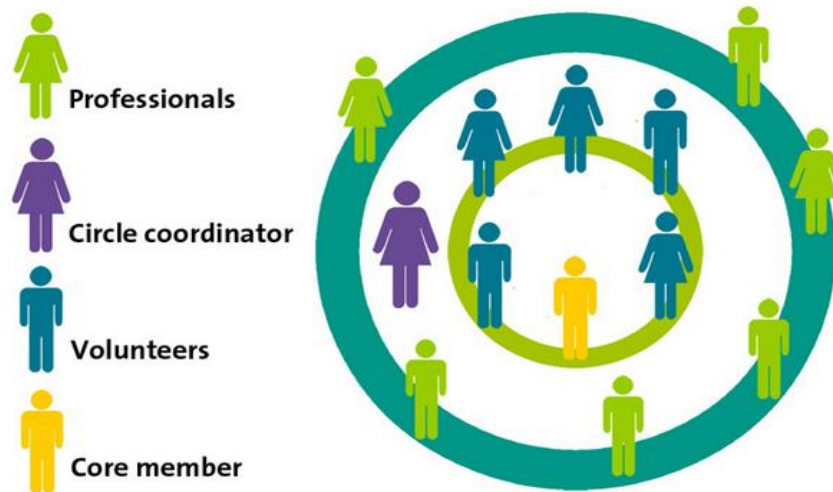 Professionals
Circle coordinator
Volunteers
Core member